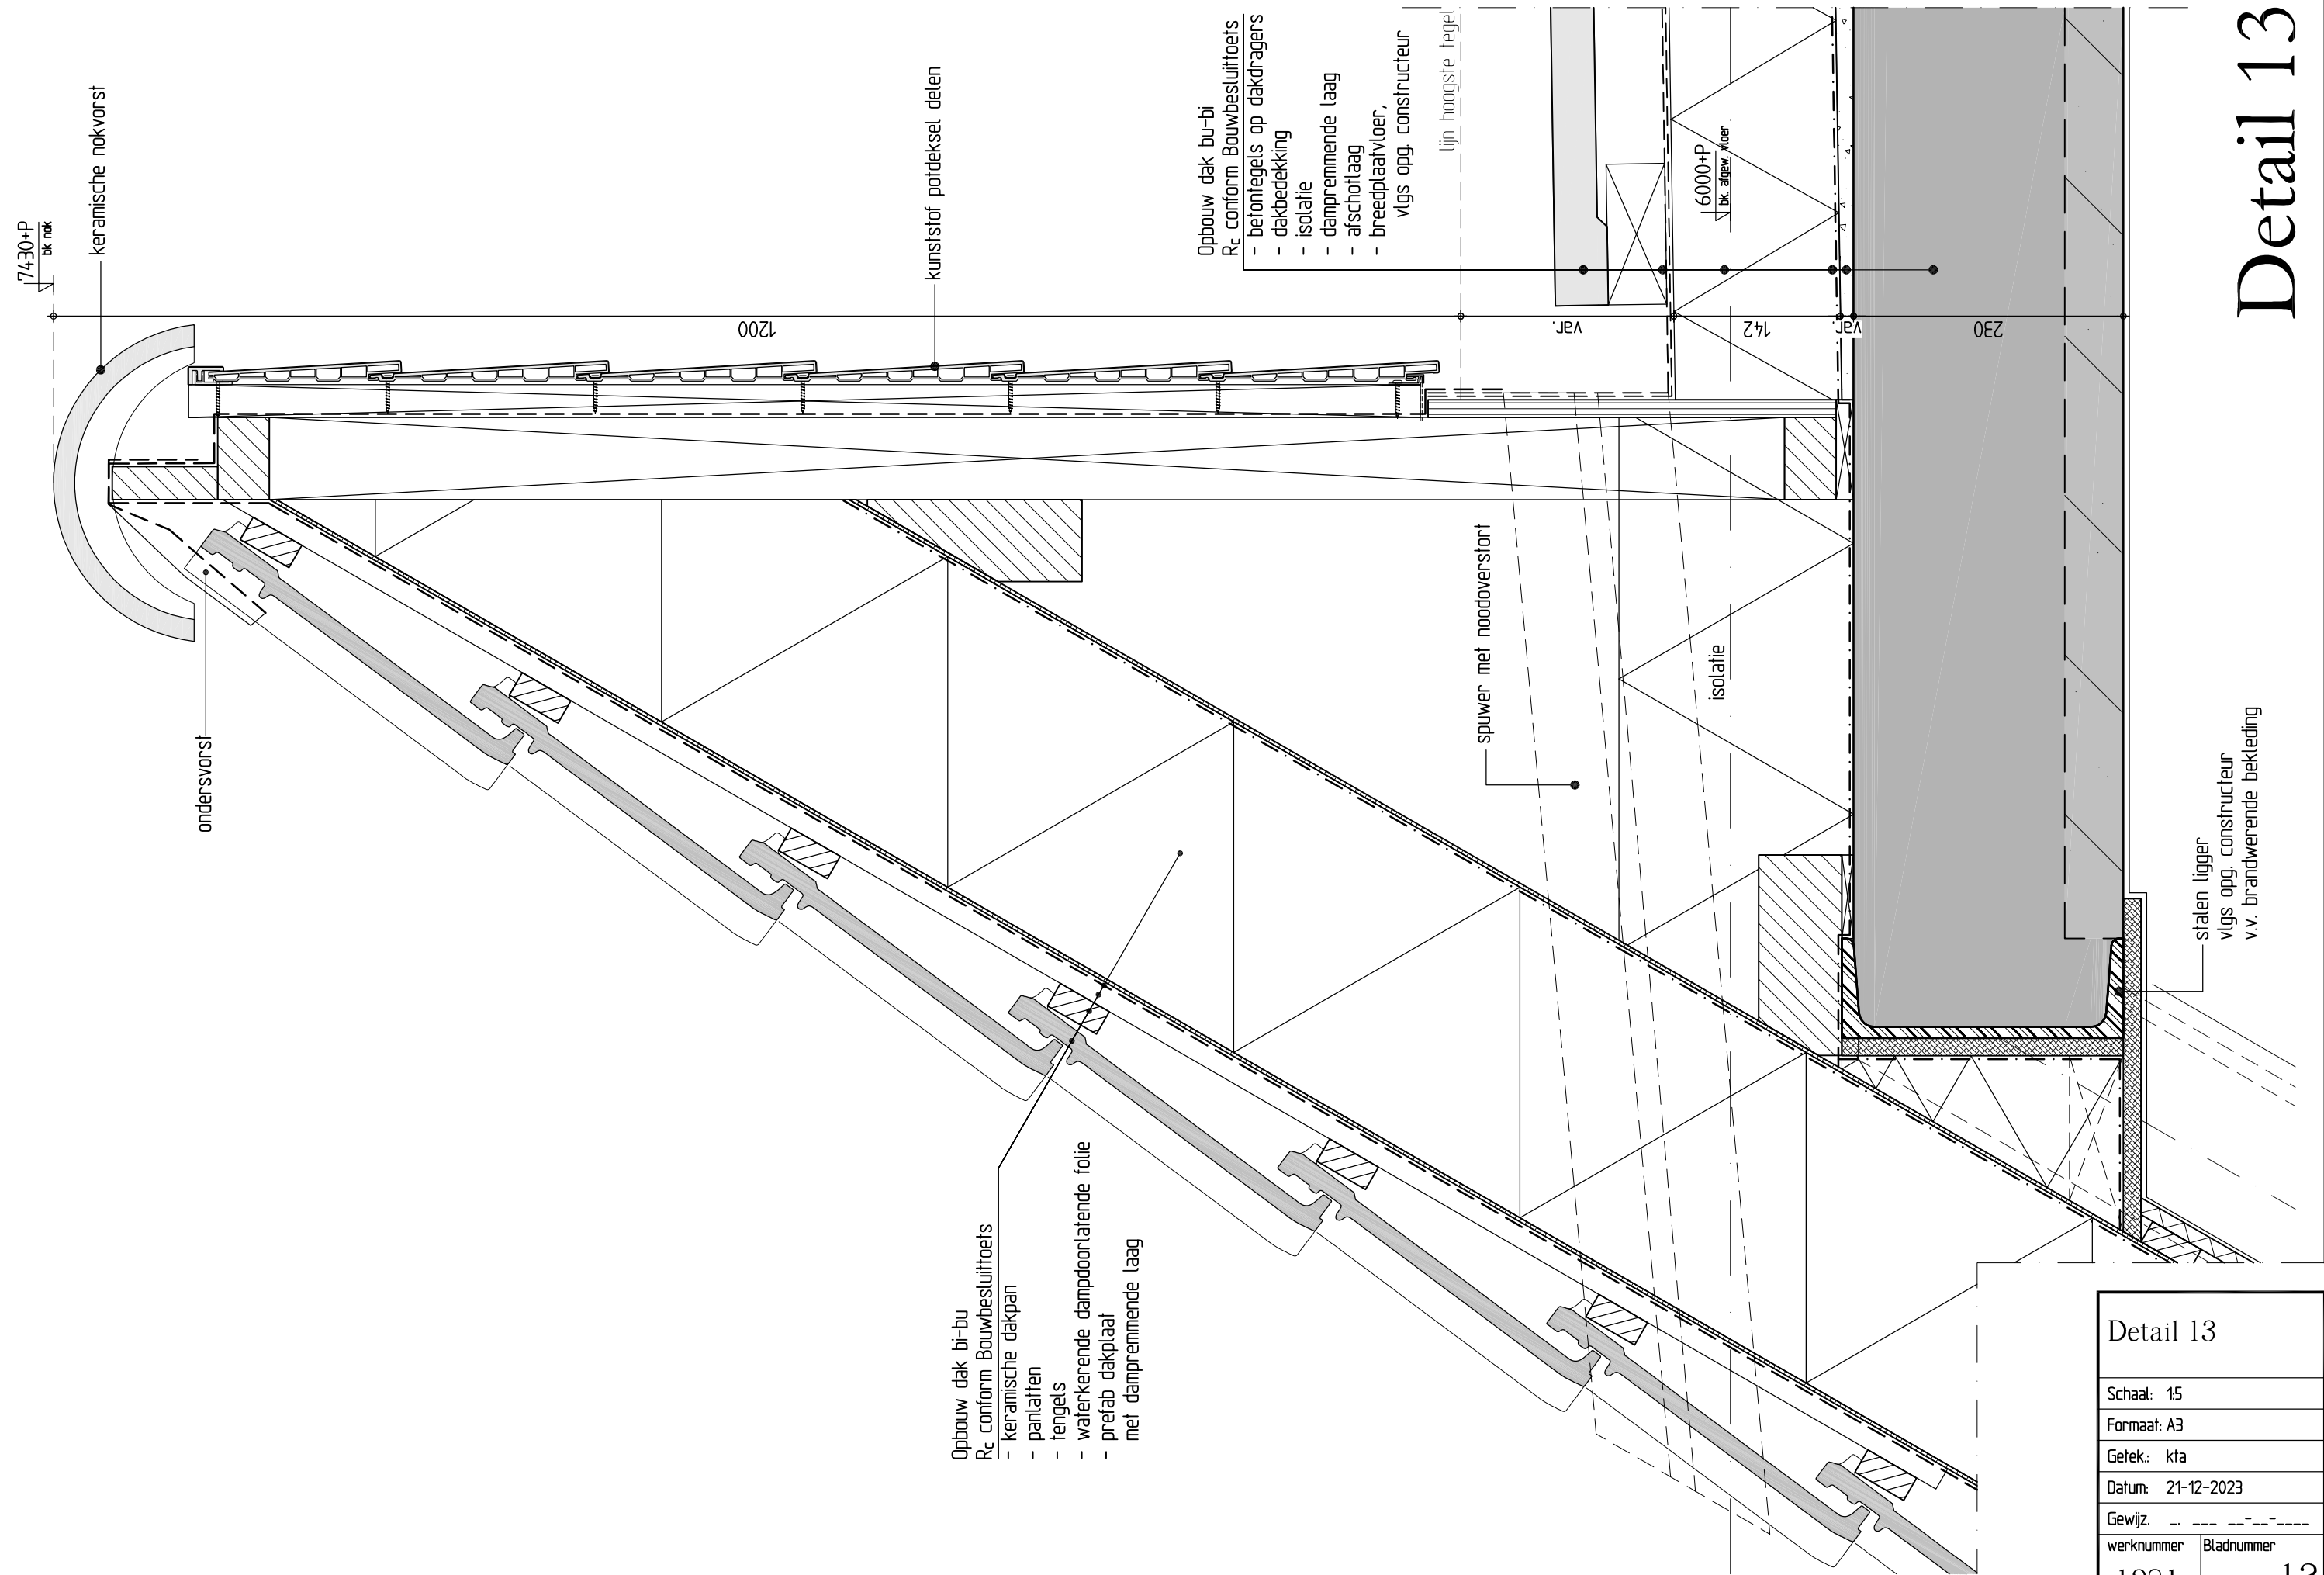 7430+P
bk nok
keramische nokvorst
kunststof potdeksel delen
Opbouw dak bu-bi
Rc conform Bouwbesluittoets
- betontegels op dakdragers
- dakbedekking
- isolatie
- dampremmende laag
- afschotlaag
- breedplaatvloer,
vlgs opg. constructeur
lijn hoogste tegel
6000+P
bk. afgew. vloer
Detail 13
1200
var.
142
var.
230
ondersvorst
spuwer met noodoverstort
isolatie
stalen ligger
vlgs opg. constructeur
v.v. brandwerende bekleding
Opbouw dak bi-bu
Rc conform Bouwbesluittoets
- keramische dakpan
- panlatten
- tengels
- waterkerende dampdoorlatende folie
- prefab dakplaat
met dampremmende laag
Detail 13
Schaal: 1:5
Formaat: A3
Getek.: kta
Datum: 21-12-2023
Gewijz. _. ___ __-__-____
werknummer Bladnummer